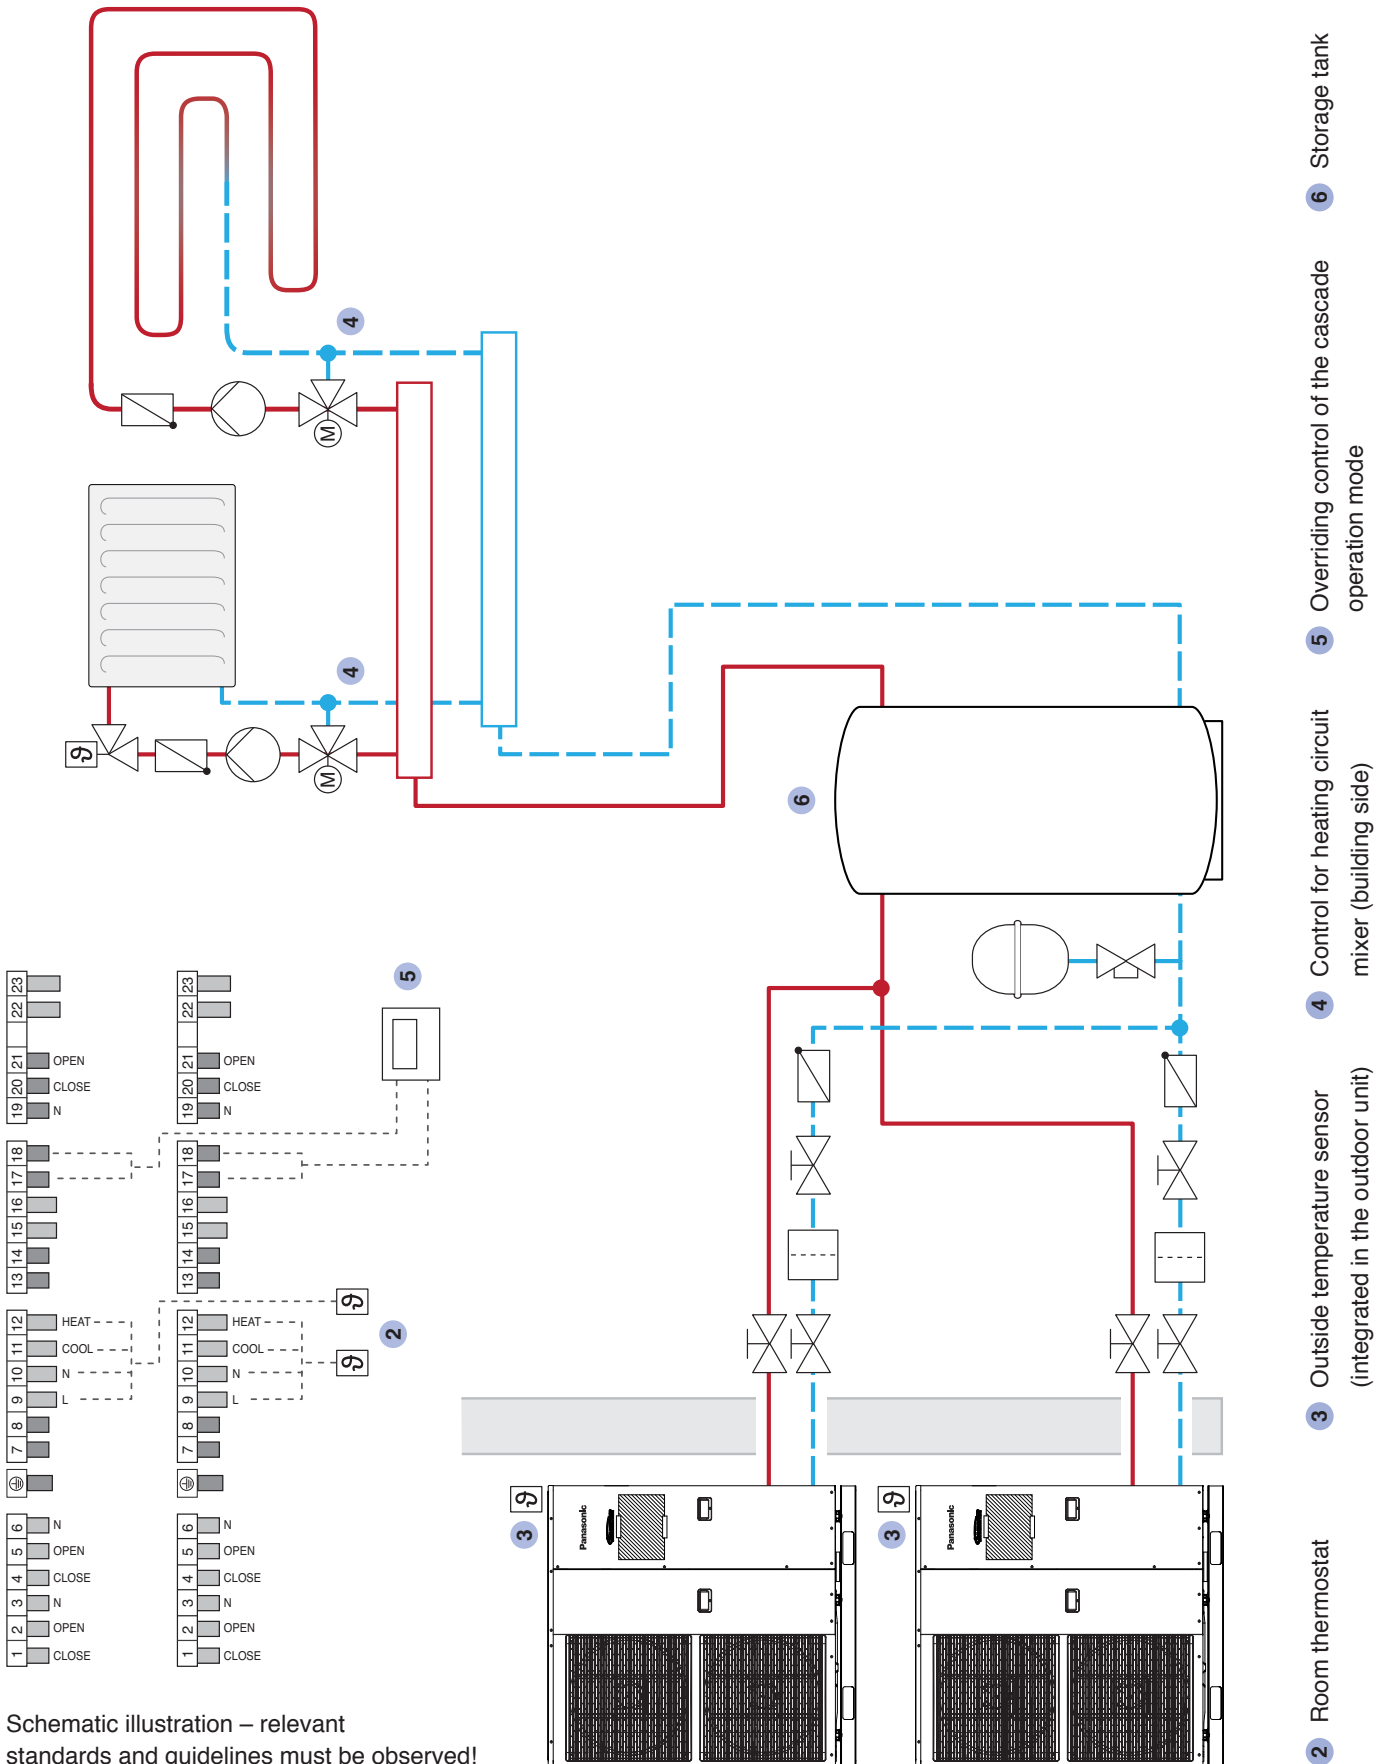 23
22
21 OPEN
20 CLOSE
19 N
18
17
16
15
14
13
12 HEAT
11 COOL
10 N
9 L
8
7
6 N
5 OPEN
4 CLOSE
3 N
2 OPEN
1 CLOSE
23
22
21 OPEN
20 CLOSE
19 N
18
17
16
15
14
13
12 HEAT
11 COOL
10 N
9 L
8
7
6 N
5 OPEN
4 CLOSE
3 N
2 OPEN
1 CLOSE
ϑ
ϑ
2
5
ϑ
M
4
M
4
6
ϑ
3
Panasonic
ϑ
3
Panasonic
Schematic illustration – relevant
standards and guidelines must be observed!
2 Room thermostat
3 Outside temperature sensor
(integrated in the outdoor unit)
4 Control for heating circuit
mixer (building side)
5 Overriding control of the cascade
operation mode
6 Storage tank